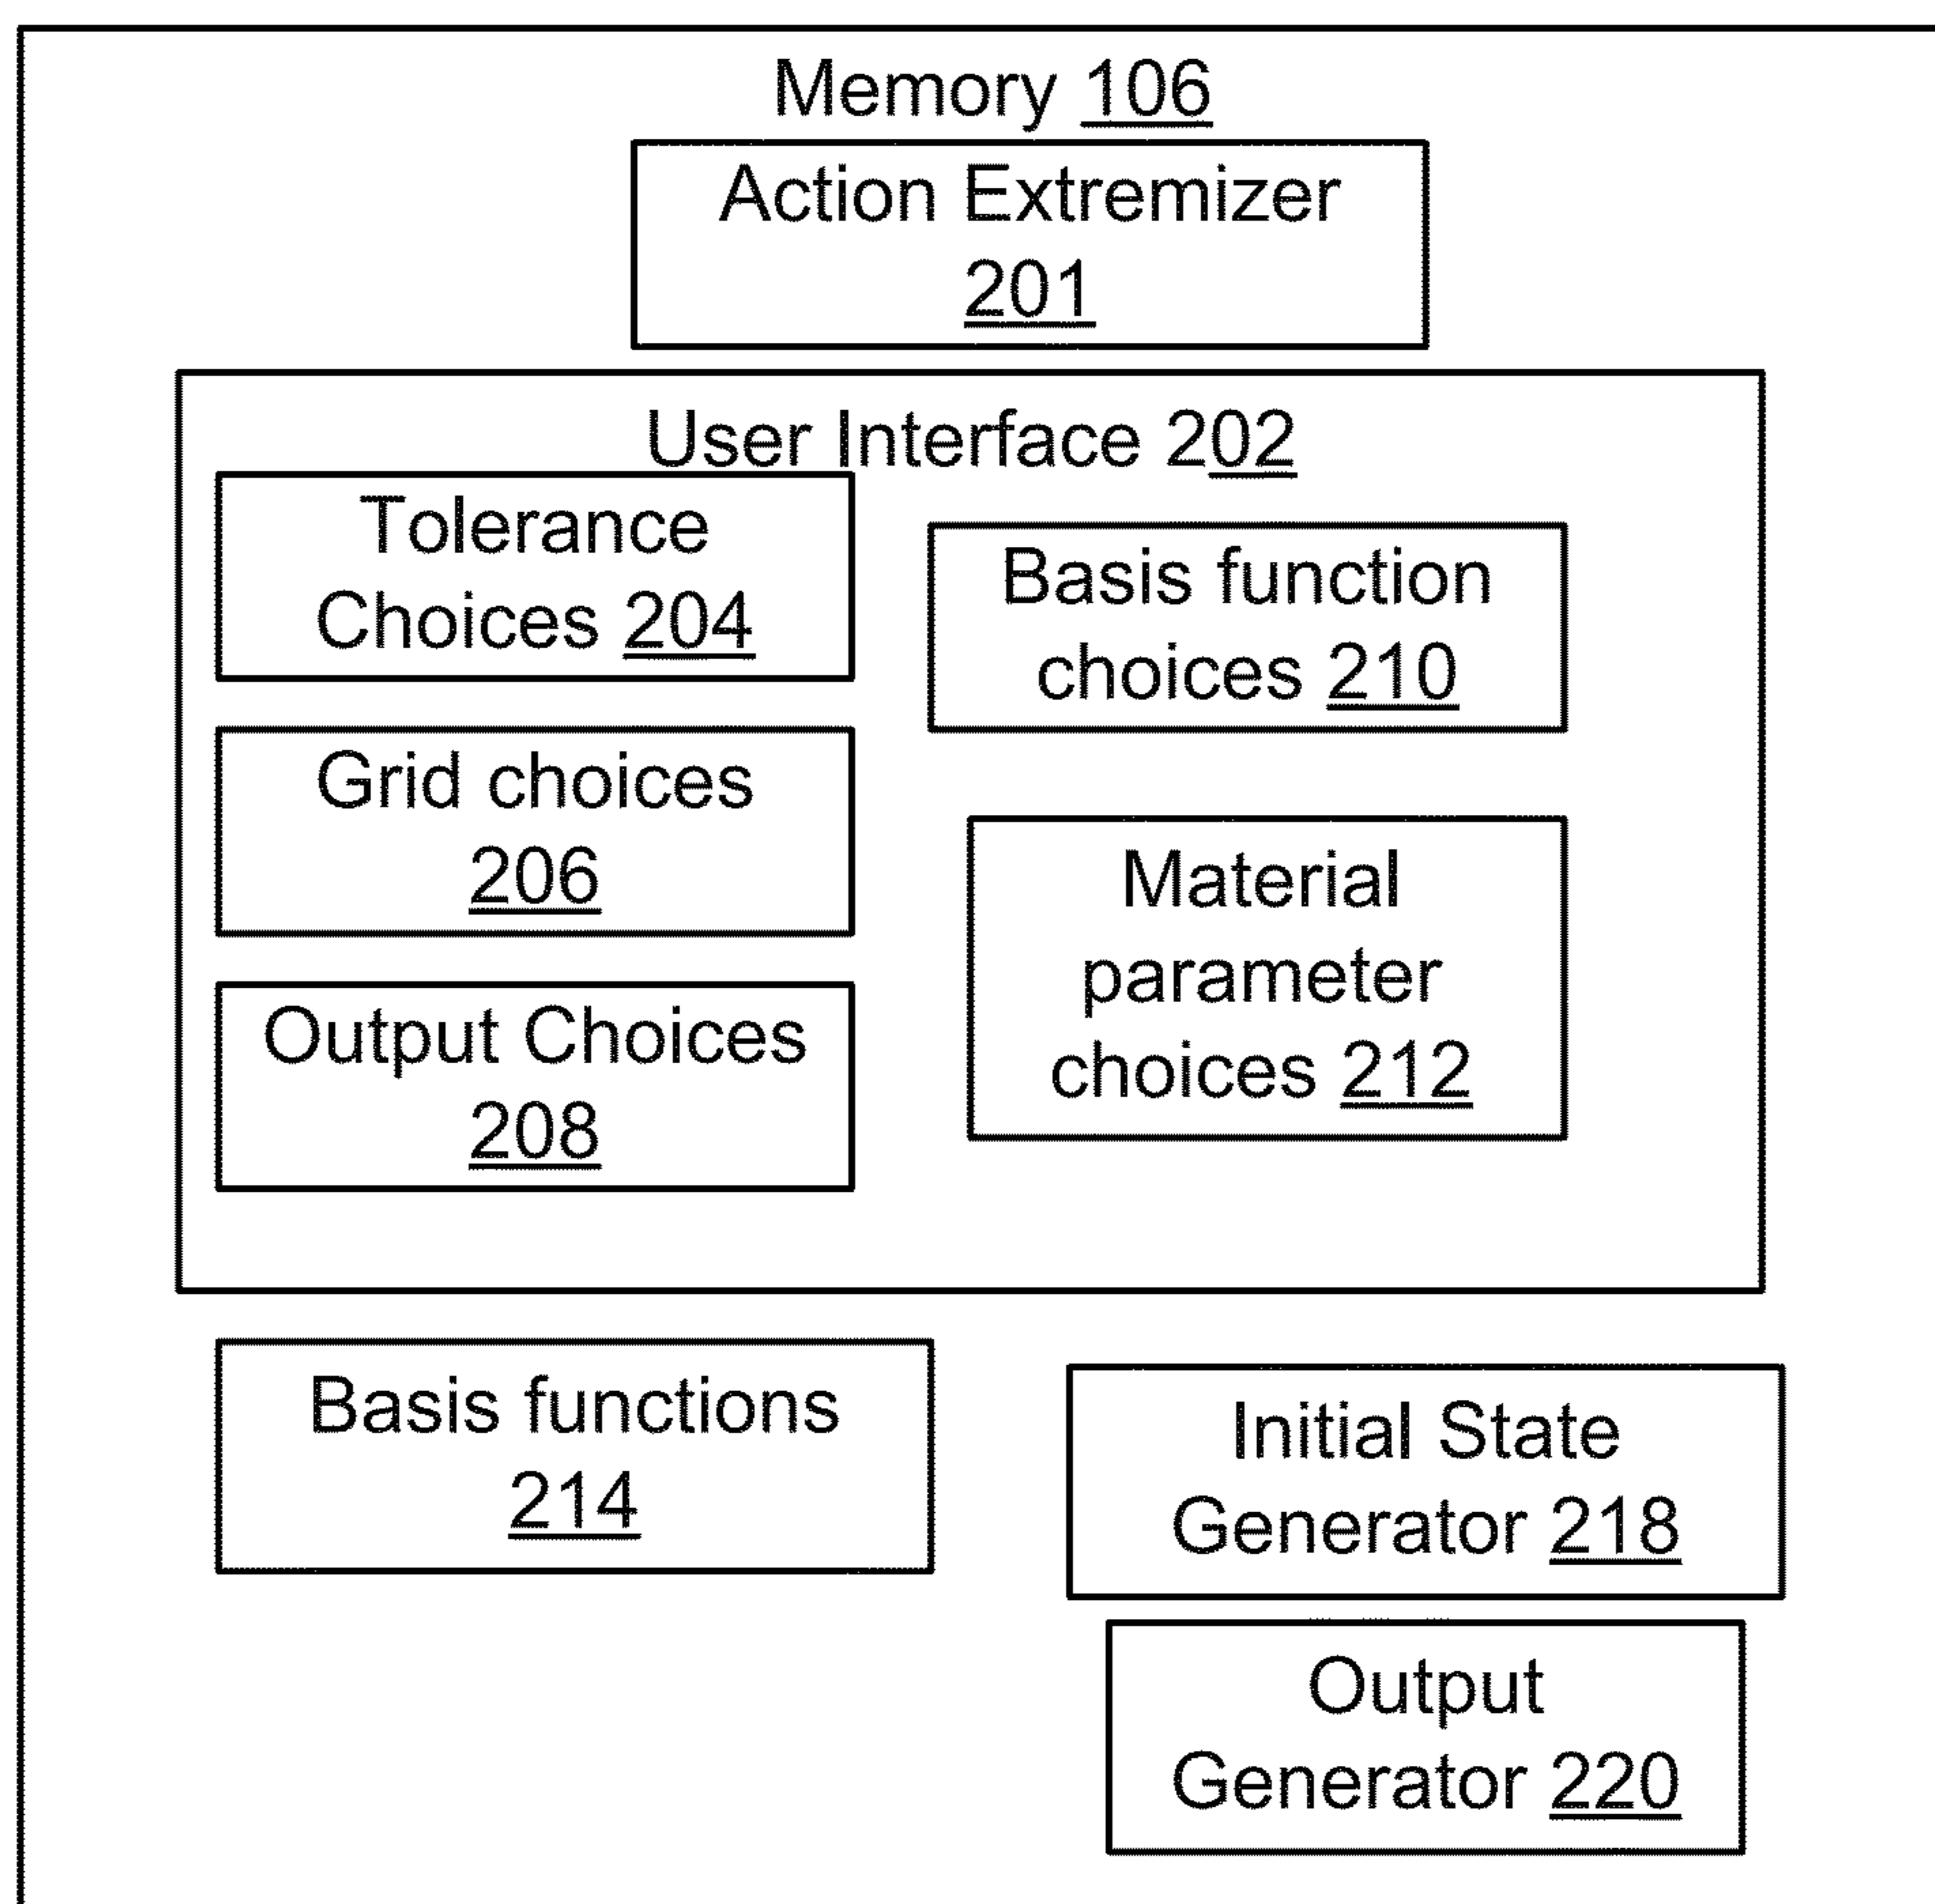 Memory 106
Action Extremizer
201
User Interface 202
Tolerance
Choices 204
Grid choices
206
Output Choices
208
Basis function
choices 210
Material
parameter
choices 212
Basis functions
214
Initial State
Generator 218
Output
Generator 220